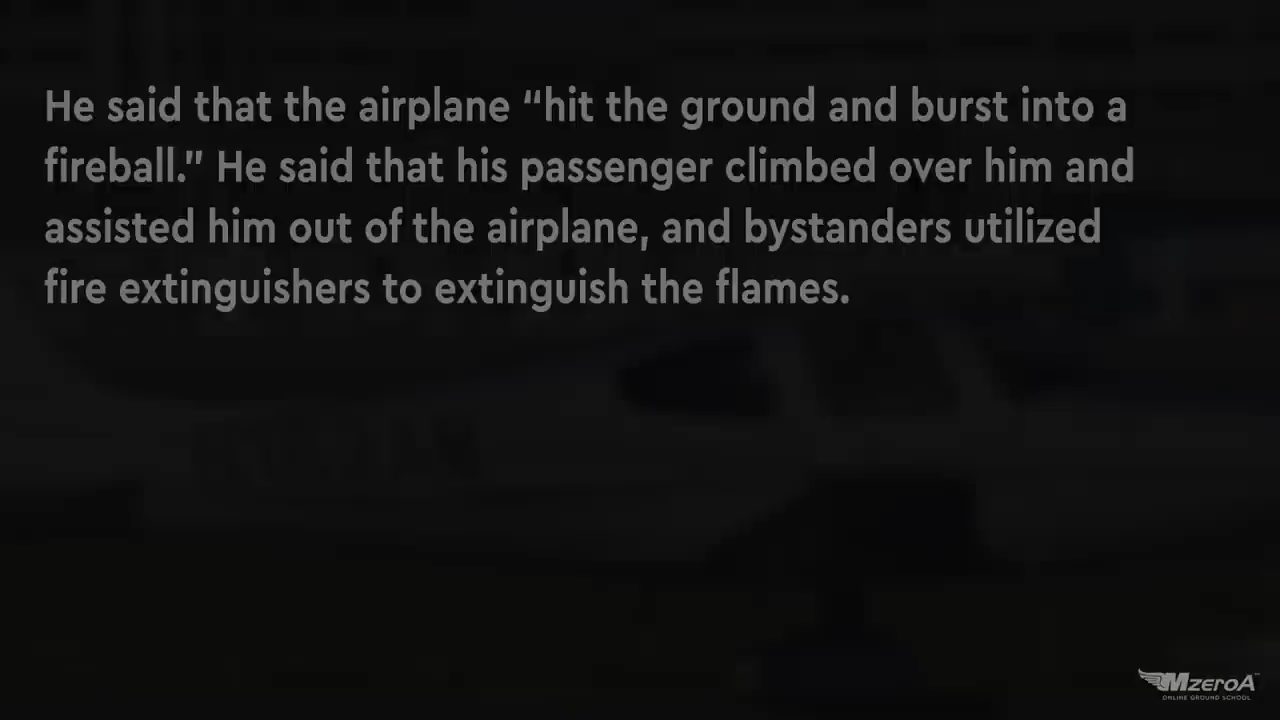 He said that the airplane “hit the ground and burst into a
fireball.” He said that his passenger climbed over him and
assisted him out of the airplane, and bystanders utilized
fire extinguishers to extinguish the flames.
MzeroA
ONLINE GROUND SCHOOL